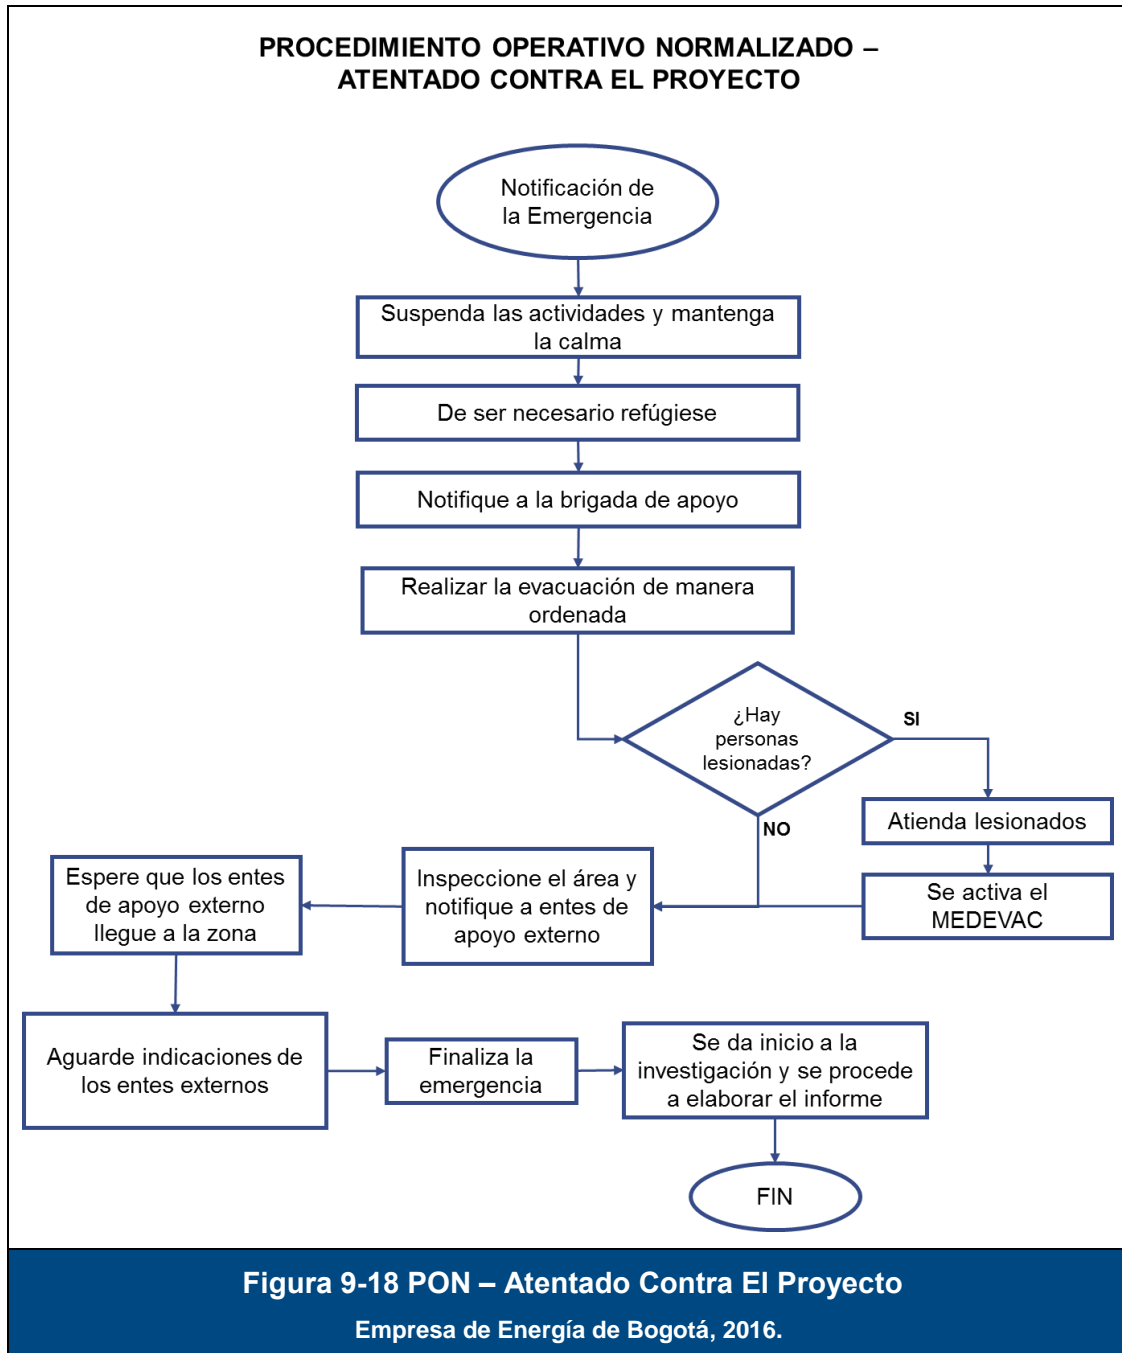 PROCEDIMIENTO OPERATIVO NORMALIZADO –
ATENTADO CONTRA EL PROYECTO
Notificación de
la Emergencia
Suspenda las actividades y mantenga
la calma
De ser necesario refúgiese
Notifique a la brigada de apoyo
Realizar la evacuación de manera
ordenada
¿Hay
personas
lesionadas?
SI
NO
Atienda lesionados
Se activa el
MEDEVAC
Inspeccione el área y
notifique a entes de
apoyo externo
Espere que los entes
de apoyo externo
llegue a la zona
Aguarde indicaciones de
los entes externos
Finaliza la
emergencia
Se da inicio a la
investigación y se procede
a elaborar el informe
FIN
Figura 9-18 PON – Atentado Contra El Proyecto
Empresa de Energía de Bogotá, 2016.